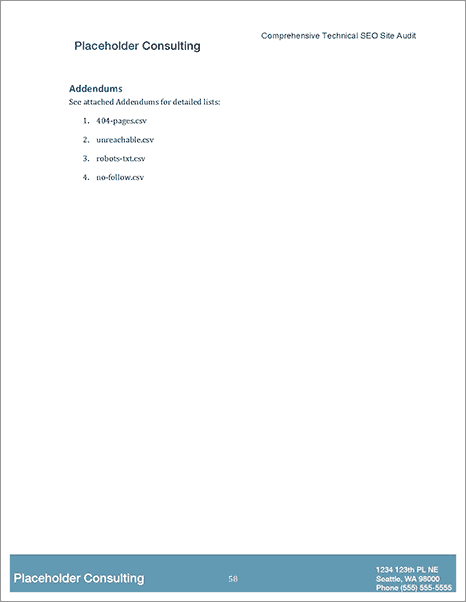 Comprehensive Technical SEO Site Audit
Placeholder Consulting
Addendums
See attached Addendums for detailed lists:
1. 404-pages.csv
2. unreachable.csv
3. robots-txt.csv
4. no-follow.csv
Placeholder Consulting
58
1234 123th PL NE
Seattle, WA 98000
Phone (555) 555-5555